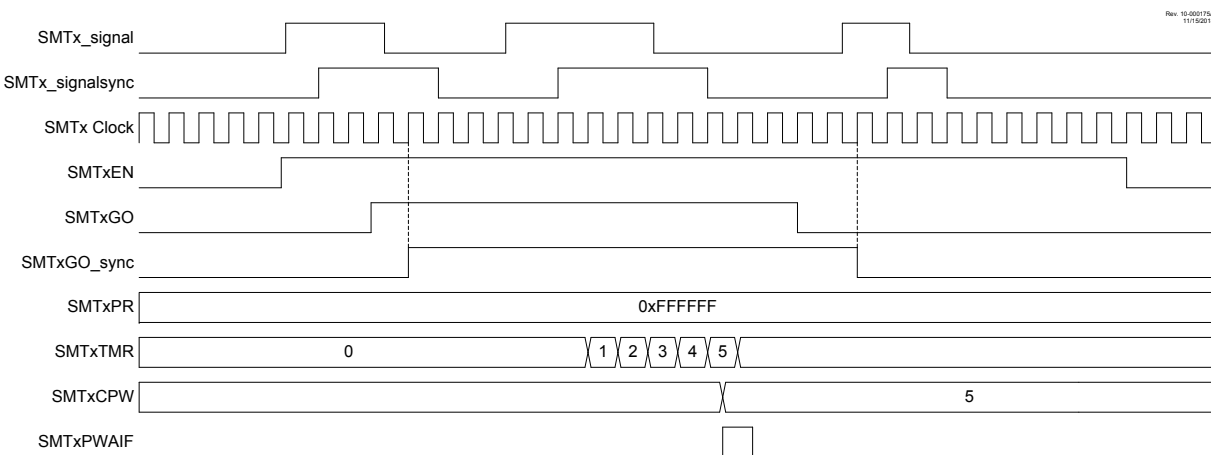 Rev. 10-000175
11/15/201
SMTx_signal
SMTx_signalsync
SMTx Clock
SMTxEN
SMTxGO
SMTxGO_sync
SMTxPR
0xFFFFFF
SMTxTMR
0 1 2 3 4 5
SMTxCPW
5
SMTxPWAIF